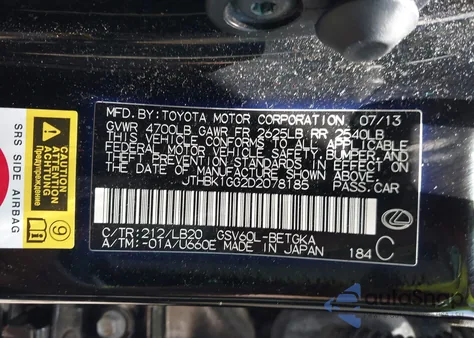 MFD. BY: TOYOTA MOTOR CORPORATION 07/13
GVWR 4700LB GAWR FR 2625LB RR 2540LB
THIS VEHICLE CONFORMS TO ALL APPLICABLE
FEDERAL MOTOR VEHICLE SAFETY, BUMPER, AND
THEFT PREVENTION STANDARDS IN EFFECT ON
THE DATE OF MANUFACTURE SHOWN ABOVE.
JTHBK1GG2D2078185 PASS.CAR
C/TR:212/LB20 GSV60L-BETGKA
A/TM:-01A/U660E MADE IN JAPAN 184 C
SRS SIDE AIRBAG
9
autoSnap